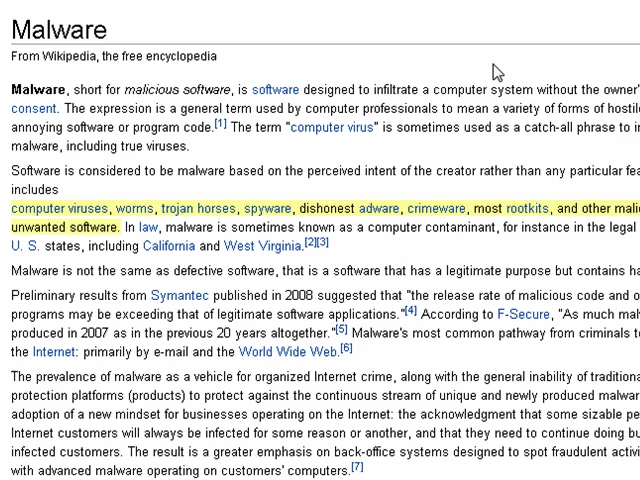 Malware
From Wikipedia, the free encyclopedia
Malware, short for malicious software, is software designed to infiltrate a computer system without the owner'
consent. The expression is a general term used by computer professionals to mean a variety of forms of hostil
annoying software or program code.[1] The term "computer virus" is sometimes used as a catch-all phrase to i
malware, including true viruses.
Software is considered to be malware based on the perceived intent of the creator rather than any particular fea
includes
computer viruses, worms, trojan horses, spyware, dishonest adware, crimeware, most rootkits, and other mali
unwanted software. In law, malware is sometimes known as a computer contaminant, for instance in the legal
U. S. states, including California and West Virginia.[2][3]
Malware is not the same as defective software, that is a software that has a legitimate purpose but contains ha
Preliminary results from Symantec published in 2008 suggested that "the release rate of malicious code and o
programs may be exceeding that of legitimate software applications."[4] According to F-Secure, "As much mal
produced in 2007 as in the previous 20 years altogether."[5] Malware's most common pathway from criminals t
the Internet: primarily by e-mail and the World Wide Web.[6]
The prevalence of malware as a vehicle for organized Internet crime, along with the general inability of traditiona
protection platforms (products) to protect against the continuous stream of unique and newly produced malwar
adoption of a new mindset for businesses operating on the Internet: the acknowledgment that some sizable pe
Internet customers will always be infected for some reason or another, and that they need to continue doing bu
infected customers. The result is a greater emphasis on back-office systems designed to spot fraudulent activi
with advanced malware operating on customers' computers.[7]